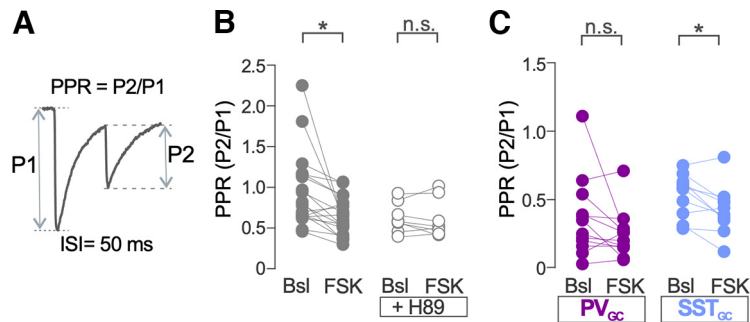 A
PPR = P2/P1
P1
P2
ISI= 50 ms
B
* n.s.
PPR (P2/P1)
2.5
2.0
1.5
1.0
0.5
0
Bsl FSK Bsl FSK
+ H89
C
n.s. *
PPR (P2/P1)
1.5
1.0
0.5
0
Bsl FSK Bsl FSK
PVGC SSTGC